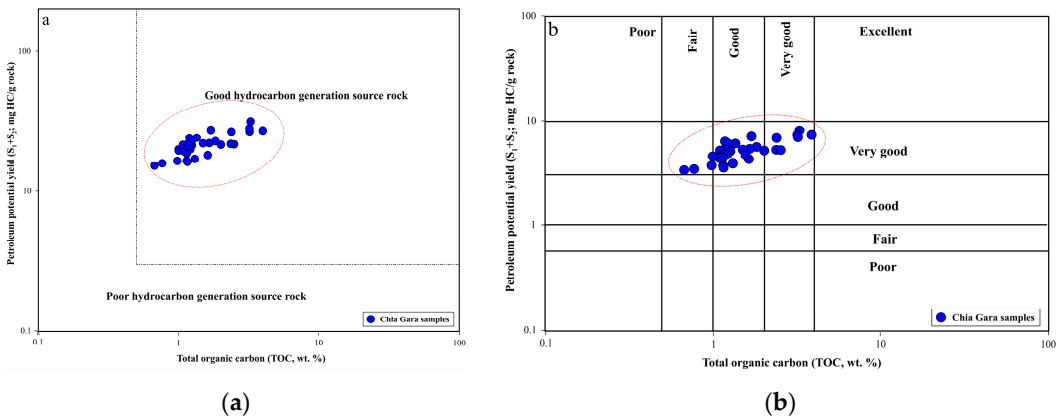 a
Petroleum potential yield (S₁+S₂; mg HC/g rock)
100
10
0.1
Good hydrocarbon generation source rock
Poor hydrocarbon generation source rock
Chia Gara samples
0.1
1
10
100
Total organic carbon (TOC, wt. %)
(a)
b
Petroleum potential yield (S₁+S₂; mg HC/g rock)
100
10
1
0.1
Poor
Fair
Good
Very good
Excellent
Very good
Good
Fair
Poor
Chia Gara samples
0.1
1
10
100
Total organic carbon (TOC, wt. %)
(b)